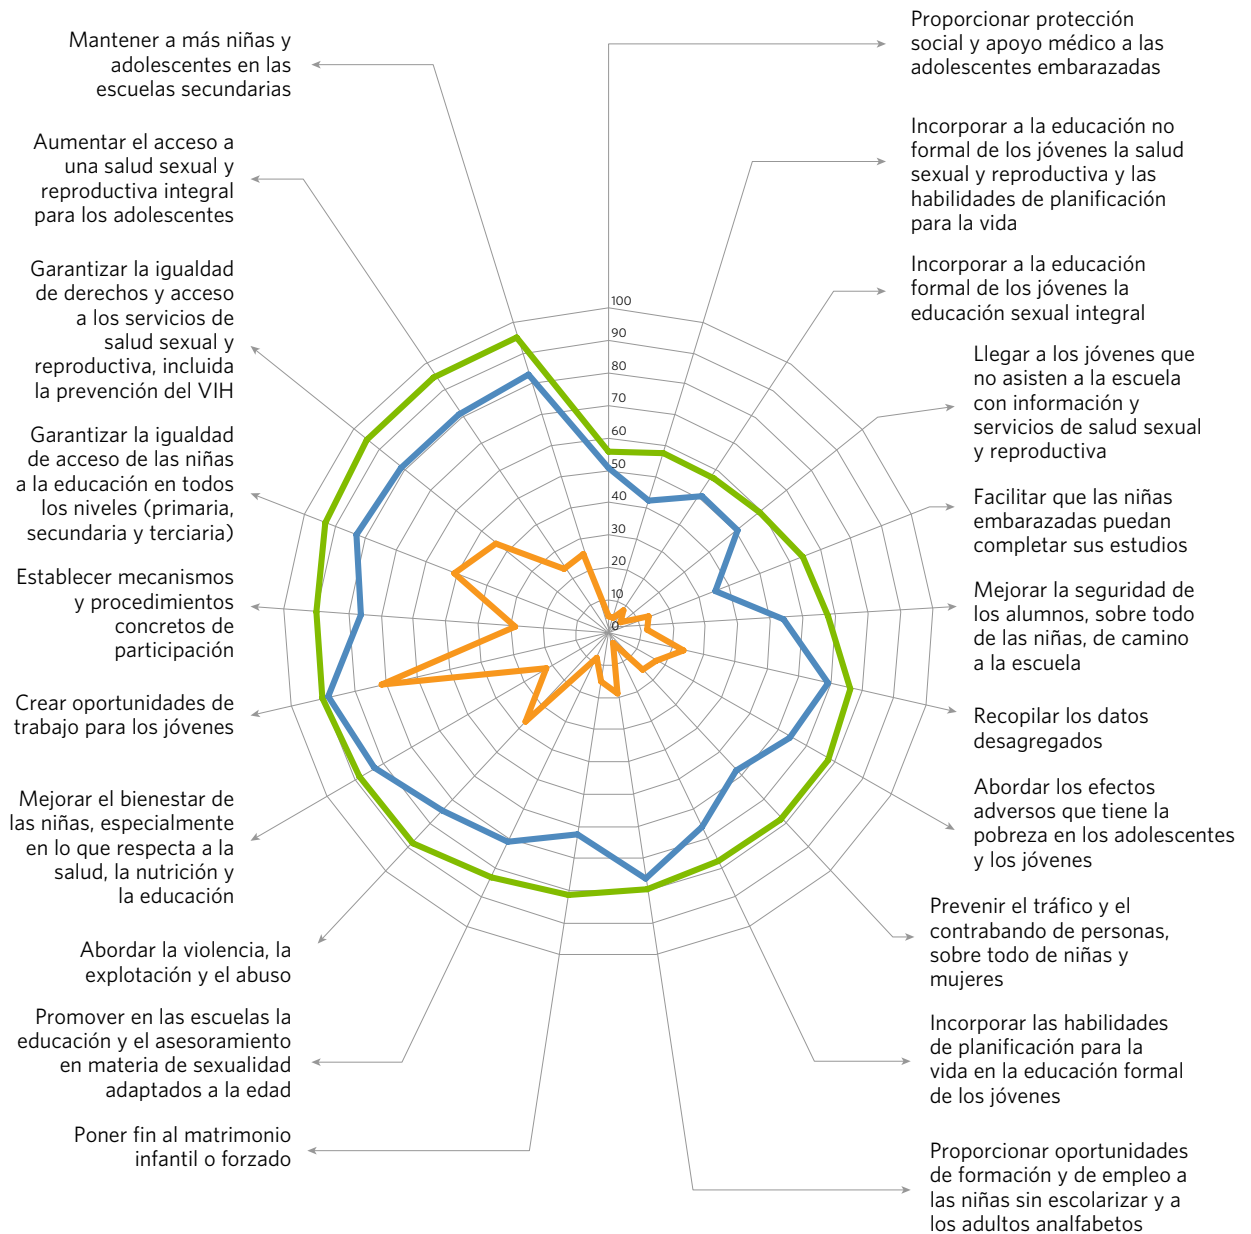 Mantener a más niñas y
adolescentes en las
escuelas secundarias
Aumentar el acceso a
una salud sexual y
reproductiva integral
para los adolescentes
Garantizar la igualdad
de derechos y acceso
a los servicios de
salud sexual y
reproductiva, incluida
la prevención del VIH
Garantizar la igualdad
de acceso de las niñas
a la educación en todos
los niveles (primaria,
secundaria y terciaria)
Establecer mecanismos
y procedimientos
concretos de
participación
Crear oportunidades de
trabajo para los jóvenes
Mejorar el bienestar de
las niñas, especialmente
en lo que respecta a la
salud, la nutrición y
la educación
Abordar la violencia, la
explotación y el abuso
Promover en las escuelas la
educación y el asesoramiento
en materia de sexualidad
adaptados a la edad
Poner fin al matrimonio
infantil o forzado
100
90
80
70
60
50
40
30
20
10
0
Proporcionar protección
social y apoyo médico a las
adolescentes embarazadas
Incorporar a la educación no
formal de los jóvenes la salud
sexual y reproductiva y las
habilidades de planificación
para la vida
Incorporar a la educación
formal de los jóvenes la
educación sexual integral
Llegar a los jóvenes que
no asisten a la escuela
con información y
servicios de salud sexual
y reproductiva
Facilitar que las niñas
embarazadas puedan
completar sus estudios
Mejorar la seguridad de
los alumnos, sobre todo
de las niñas, de camino
a la escuela
Recopilar los datos
desagregados
Abordar los efectos
adversos que tiene la
pobreza en los adolescentes
y los jóvenes
Prevenir el tráfico y el
contrabando de personas,
sobre todo de niñas y
mujeres
Incorporar las habilidades
de planificación para la
vida en la educación formal
de los jóvenes
Proporcionar oportunidades
de formación y de empleo a
las niñas sin escolarizar y a
los adultos analfabetos